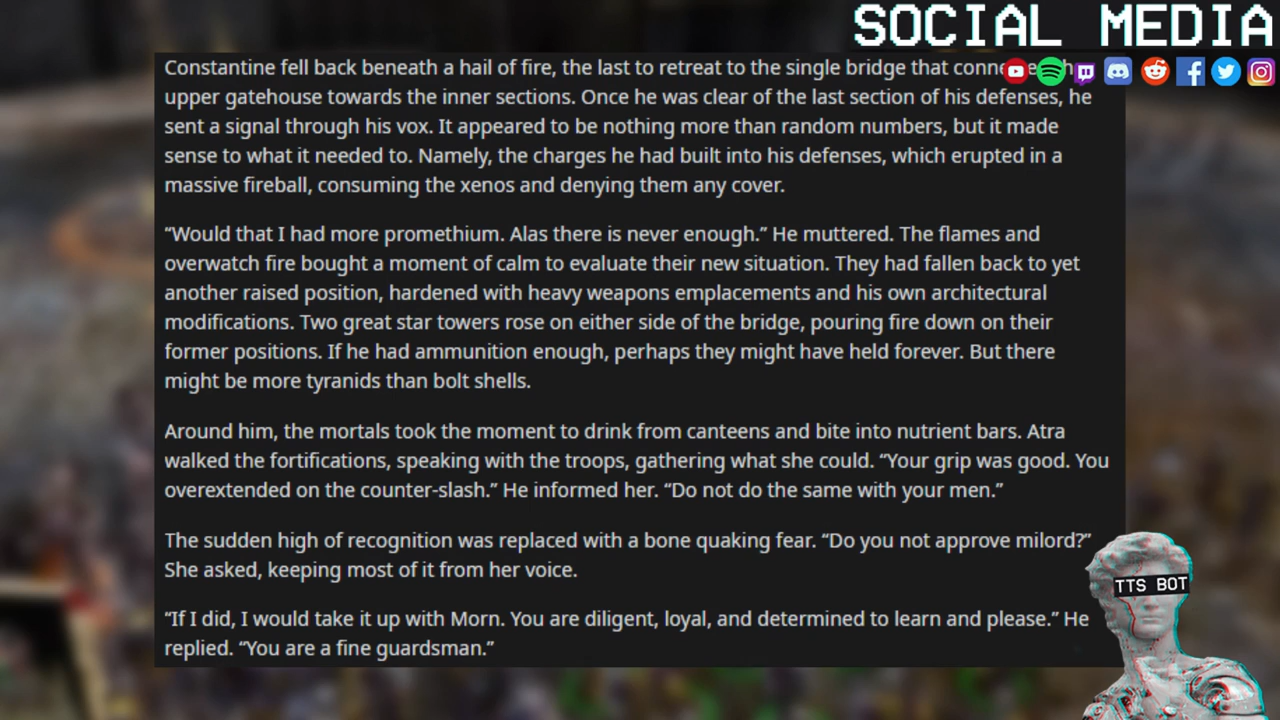 SOCIAL MEDIA
Constantine fell back beneath a hail of fire, the last to retreat to the single bridge that
upper gatehouse towards the inner sections. Once he was clear of the last section of his defenses, he
sent a signal through his vox. It appeared to be nothing more than random numbers, but it made
sense to what it needed to. Namely, the charges he had built into his defenses, which erupted in a
massive fireball, consuming the xenos and denying them any cover.
“Would that I had more promethium. Alas there is never enough.” He muttered. The flames and
overwatch fire bought a moment of calm to evaluate their new situation. They had fallen back to yet
another raised position, hardened with heavy weapons emplacements and his own architectural
modifications. Two great star towers rose on either side of the bridge, pouring fire down on their
former positions. If he had ammunition enough, perhaps they might have held forever. But there
might be more tyranids than bolt shells.
Around him, the mortals took the moment to drink from canteens and bite into nutrient bars. Atra
walked the fortifications, speaking with the troops, gathering what she could. “Your grip was good. You
overextended on the counter-slash.” He informed her. “Do not do the same with your men.”
The sudden high of recognition was replaced with a bone quaking fear. “Do you not approve milord?”
She asked, keeping most of it from her voice.
“If I did, I would take it up with Morn. You are diligent, loyal, and determined to learn and please.” He
replied. “You are a fine guardsman.”
TTS BOT